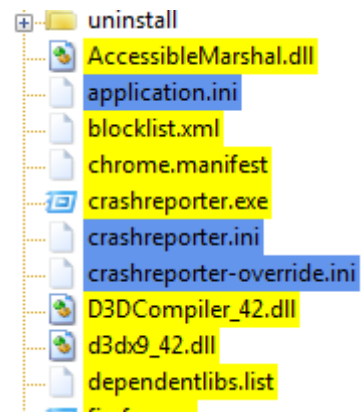 uninstall
AccessibleMarshal.dll
application.ini
blocklist.xml
chrome.manifest
crashreporter.exe
crashreporter.ini
crashreporter-override.ini
D3DCompiler_42.dll
d3dx9_42.dll
dependentlibs.list